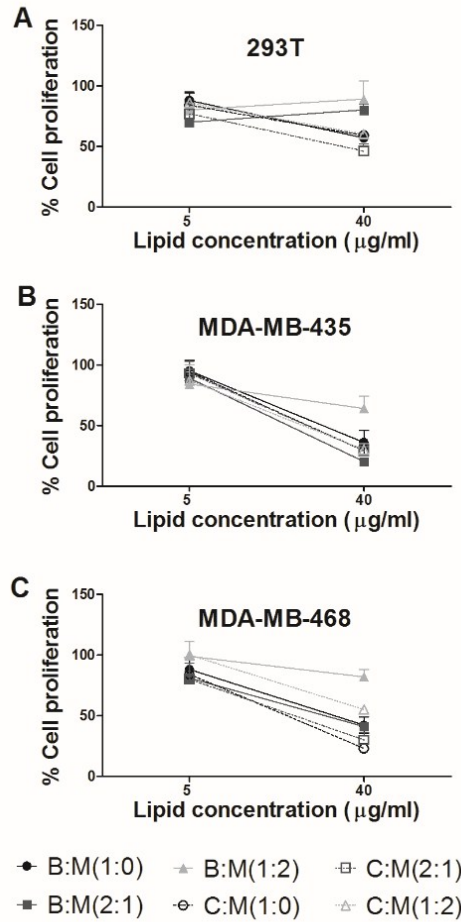 A
293T
% Cell proliferation
150
100
50
0
5
40
Lipid concentration (μg/ml)
B
MDA-MB-435
% Cell proliferation
150
100
50
0
5
40
Lipid concentration (μg/ml)
C
MDA-MB-468
% Cell proliferation
150
100
50
0
5
40
Lipid concentration (μg/ml)
B:M(1:0) B:M(1:2) C:M(2:1)
B:M(2:1) C:M(1:0) C:M(1:2)